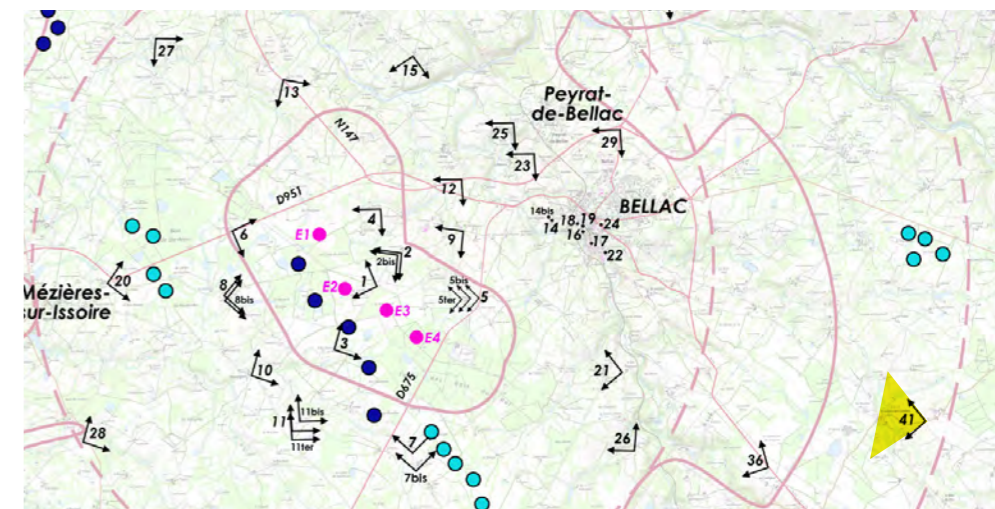 27
15
13
Peyrat-
de-Bellac
N147
25
29
23
D951
12
BELLAC
4
14bis
18
19
24
14
16
17
22
E1
6
9
2
2bis
20
8
8bis
1
E2
5bis
5ter
5
Mézières-
sur-Issoire
E3
E4
3
10
21
D675
11
11bis
11ter
28
7
7bis
26
36
41